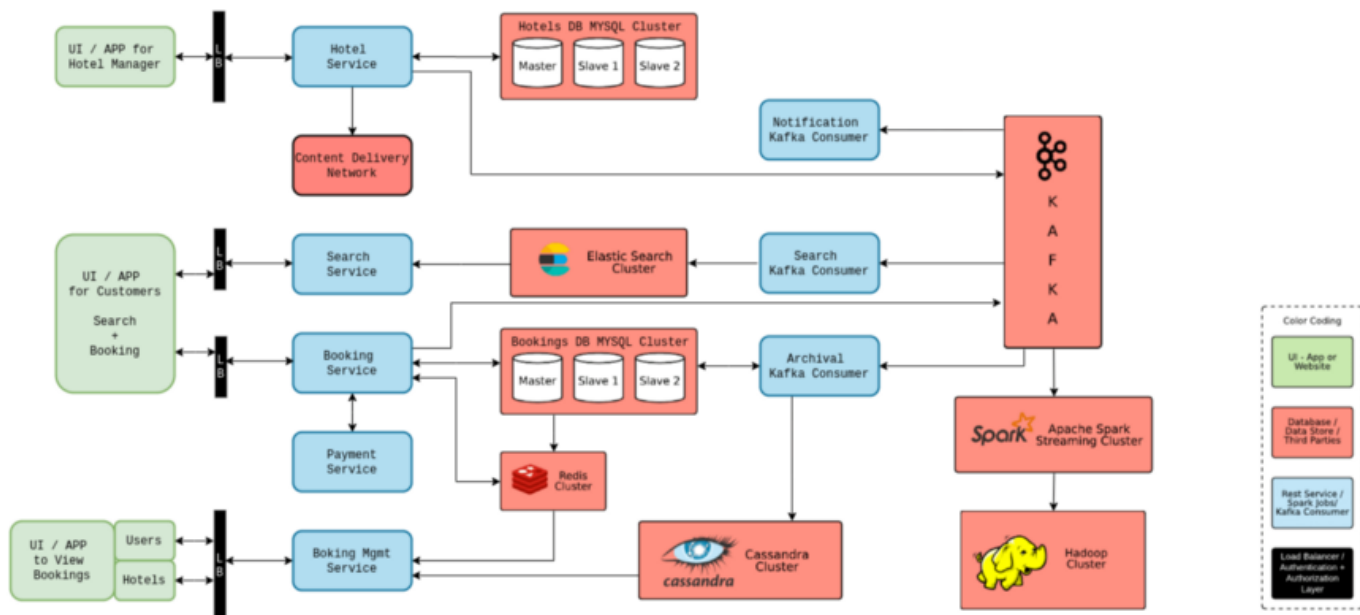 UI / APP for
Hotel Manager
L
B
Hotel
Service
Hotels DB MYSQL Cluster
Master
Slave 1
Slave 2
Content Delivery
Network
Notification
Kafka Consumer
K
A
F
K
A
UI / APP
for Customers
Search
+
Booking
L
B
Search
Service
Elastic Search
Cluster
Search
Kafka Consumer
L
B
Booking
Service
Bookings DB MYSQL Cluster
Master
Slave 1
Slave 2
Archival
Kafka Consumer
Payment
Service
Redis
Cluster
Spark
Apache Spark
Streaming Cluster
UI / APP
to View
Bookings
Users
Hotels
L
B
Boking Mgmt
Service
cassandra
Cassandra
Cluster
Hadoop
Cluster
Color Coding
UI - App or
Website
Database /
Data Store /
Third Parties
Rest Service /
Spark Jobs/
Kafka Consumer
Load Balancer /
Authentication +
Authorization
Layer